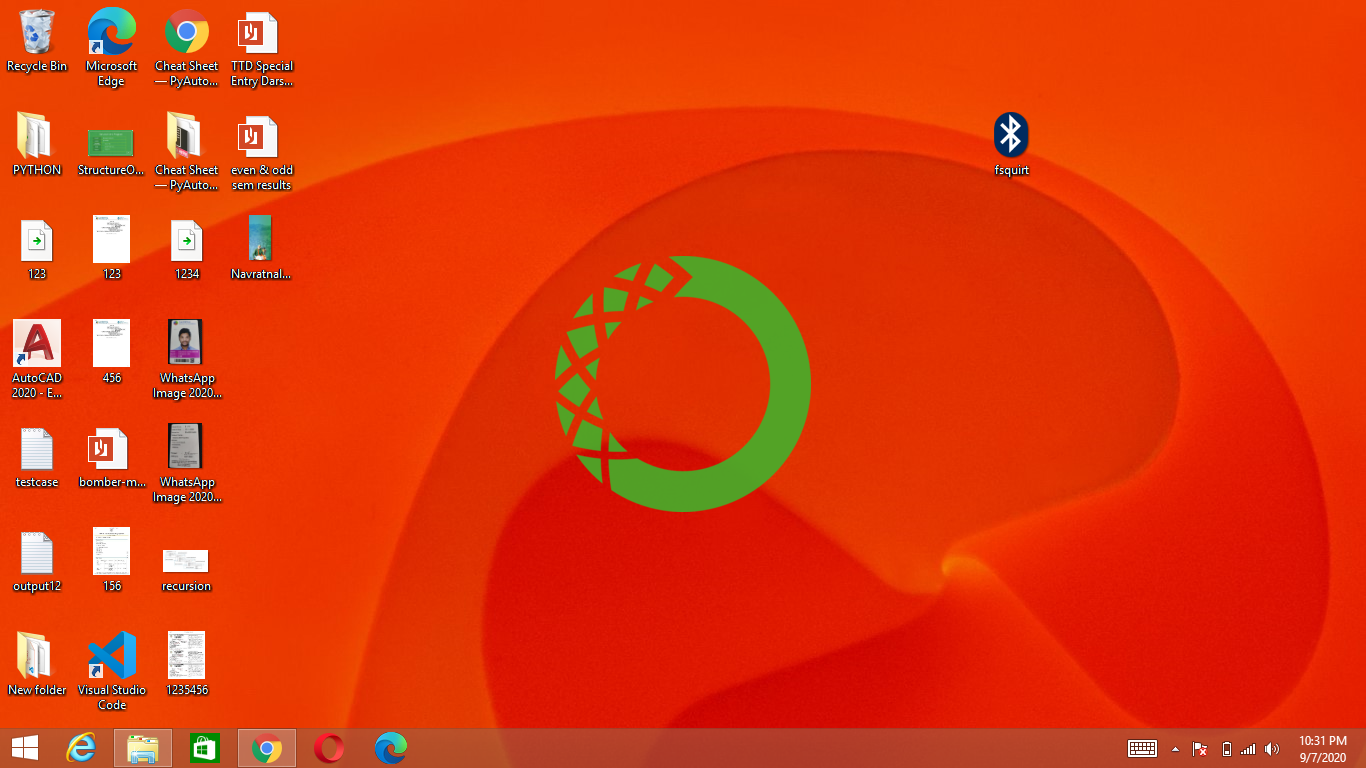 Recycle Bin
Microsoft
Edge
Cheat Sheet
— PyAuto...
TTD Special
Entry Dars...
PYTHON
StructureO...
Cheat Sheet
— PyAuto...
even & odd
sem results
fsquirt
123
123
1234
Navratnal...
AutoCAD
2020 - E...
456
WhatsApp
Image 2020...
testcase
bomber-m...
WhatsApp
Image 2020...
output12
156
recursion
New folder
Visual Studio
Code
1235456
10:31 PM
9/7/2020